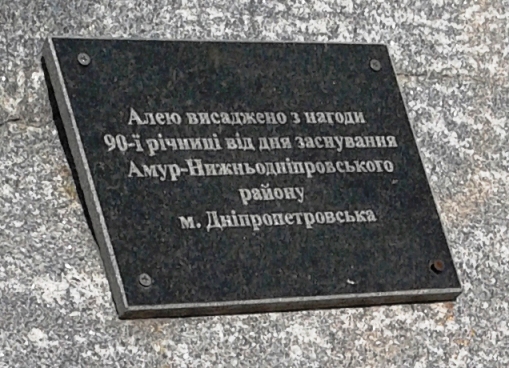 Алею висаджено з нагоди
90-ї річниці від дня заснування
Амур-Нижньодніпровського
району
м. Дніпропетровська